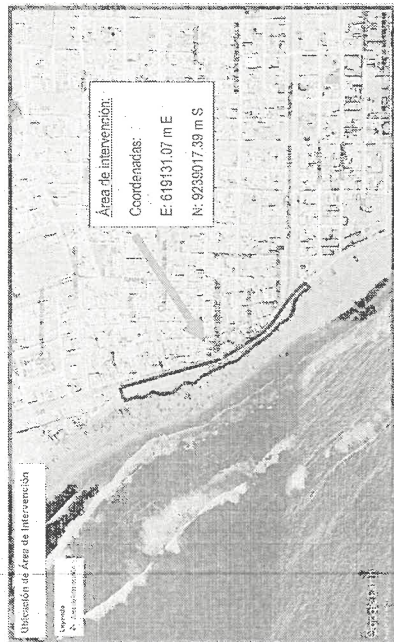 Ubicación de Área de Intervención
Leyenda
Área de intervención:
Coordenadas:
E: 619131.07 m E
N: 9239017.39 m S